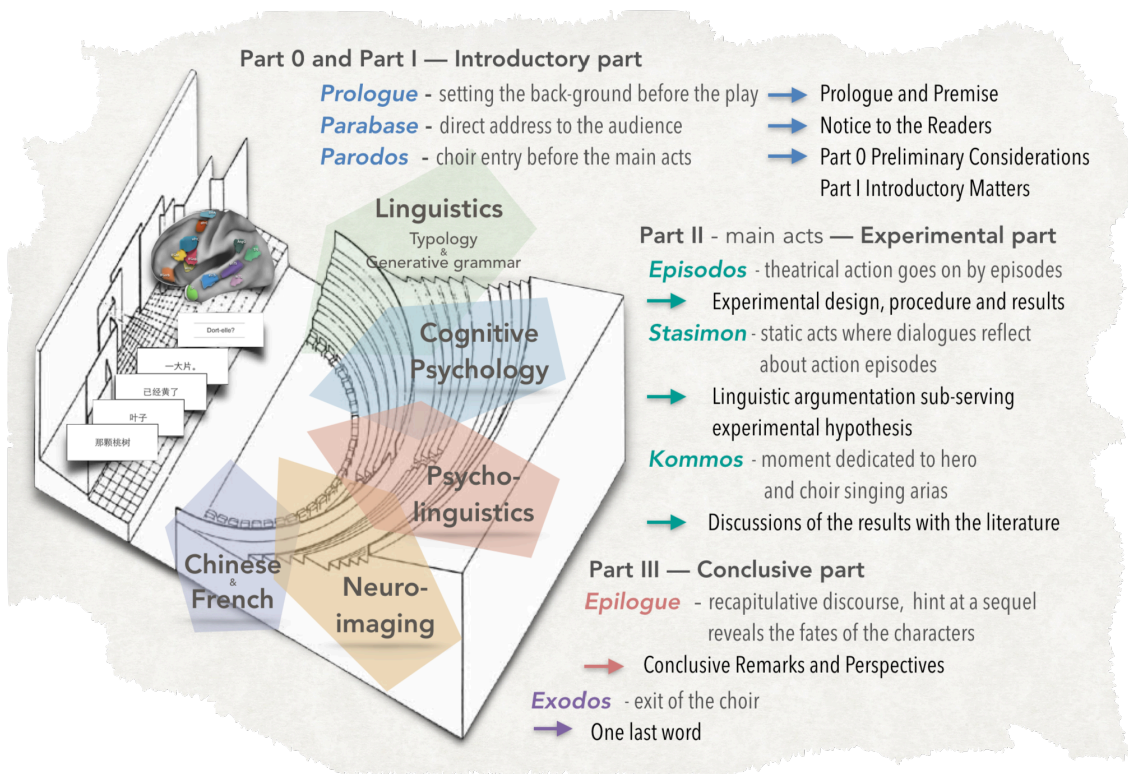 Part 0 and Part I — Introductory part
Prologue - setting the back-ground before the play
Prologue and Premise
Parabase - direct address to the audience
Notice to the Readers
Parodos - choir entry before the main acts
Part 0 Preliminary Considerations
Part I Introductory Matters
Linguistics
Typology
&
Generative grammar
Cognitive
Psychology
Psycho-
linguistics
Neuro-
imaging
Chinese
&
French
Dort-elle?
一大片。
已经黄了
叶子
那颗桃树
Part II - main acts — Experimental part
Episodos - theatrical action goes on by episodes
Experimental design, procedure and results
Stasimon - static acts where dialogues reflect
about action episodes
Linguistic argumentation sub-serving
experimental hypothesis
Kommos - moment dedicated to hero
and choir singing arias
Discussions of the results with the literature
Part III — Conclusive part
Epilogue - recapitulative discourse, hint at a sequel
reveals the fates of the characters
Conclusive Remarks and Perspectives
Exodos - exit of the choir
One last word